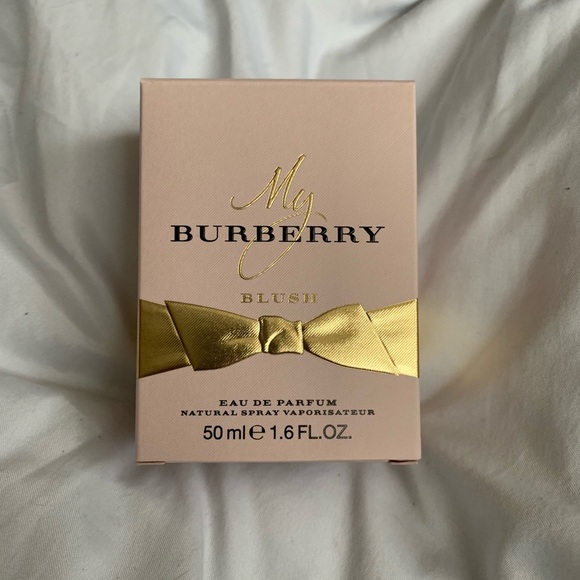 My
BURBERRY
BLUSH
EAU DE PARFUM
NATURAL SPRAY VAPORISATEUR
50 ml ℮ 1.6 FL.OZ.